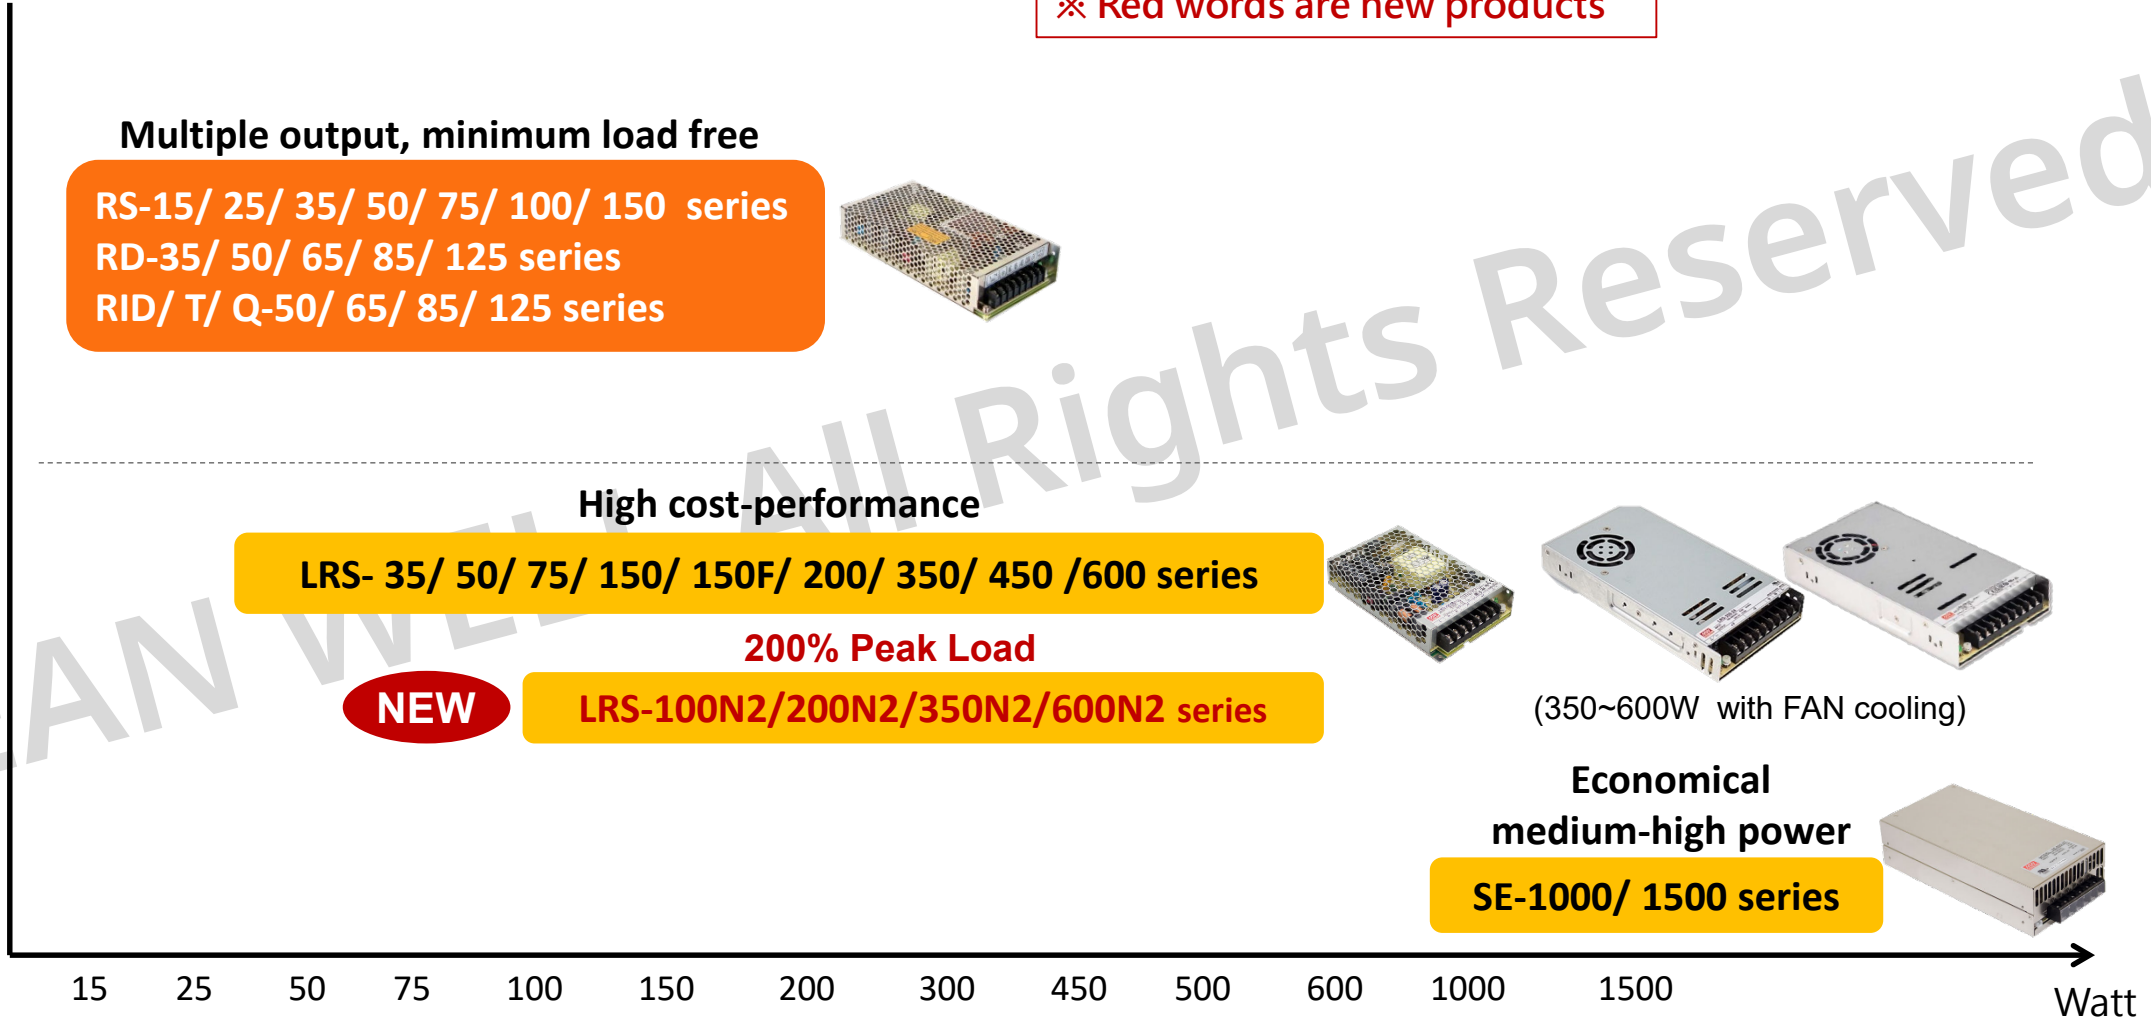 ※ Red words are new products
Multiple output, minimum load free
RS-15/ 25/ 35/ 50/ 75/ 100/ 150  series
RD-35/ 50/ 65/ 85/ 125 series
RID/ T/ Q-50/ 65/ 85/ 125 series
AN WELL All Rights Reserved
High cost-performance
LRS- 35/ 50/ 75/ 150/ 150F/ 200/ 350/ 450 /600 series
200% Peak Load
NEW
LRS-100N2/200N2/350N2/600N2 series
(350~600W  with FAN cooling)
Economical
medium-high power
SE-1000/ 1500 series
15 25 50 75 100 150 200 300 450 500 600 1000 1500
Watt